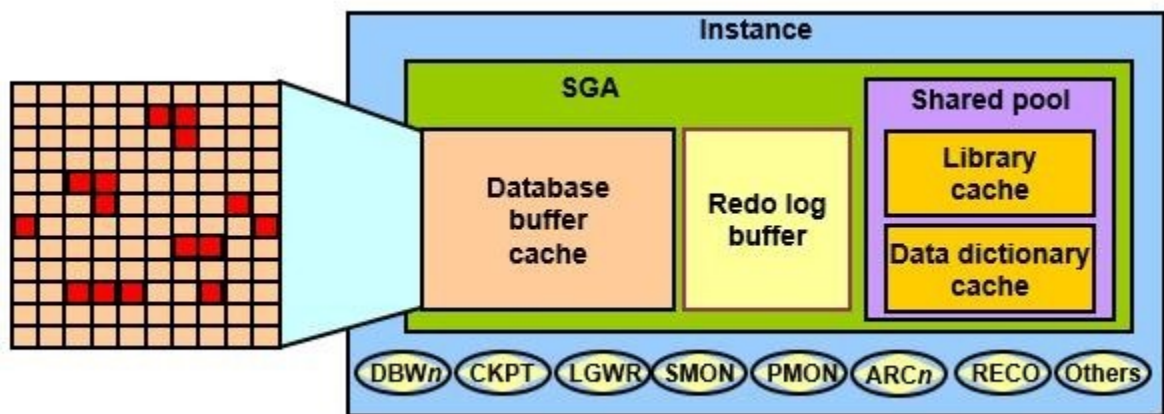 Instance
SGA
Shared pool
Database
buffer
cache
Redo log
buffer
Library
cache
Data dictionary
cache
DBWn CKPT LGWR SMON PMON ARCn RECO Others